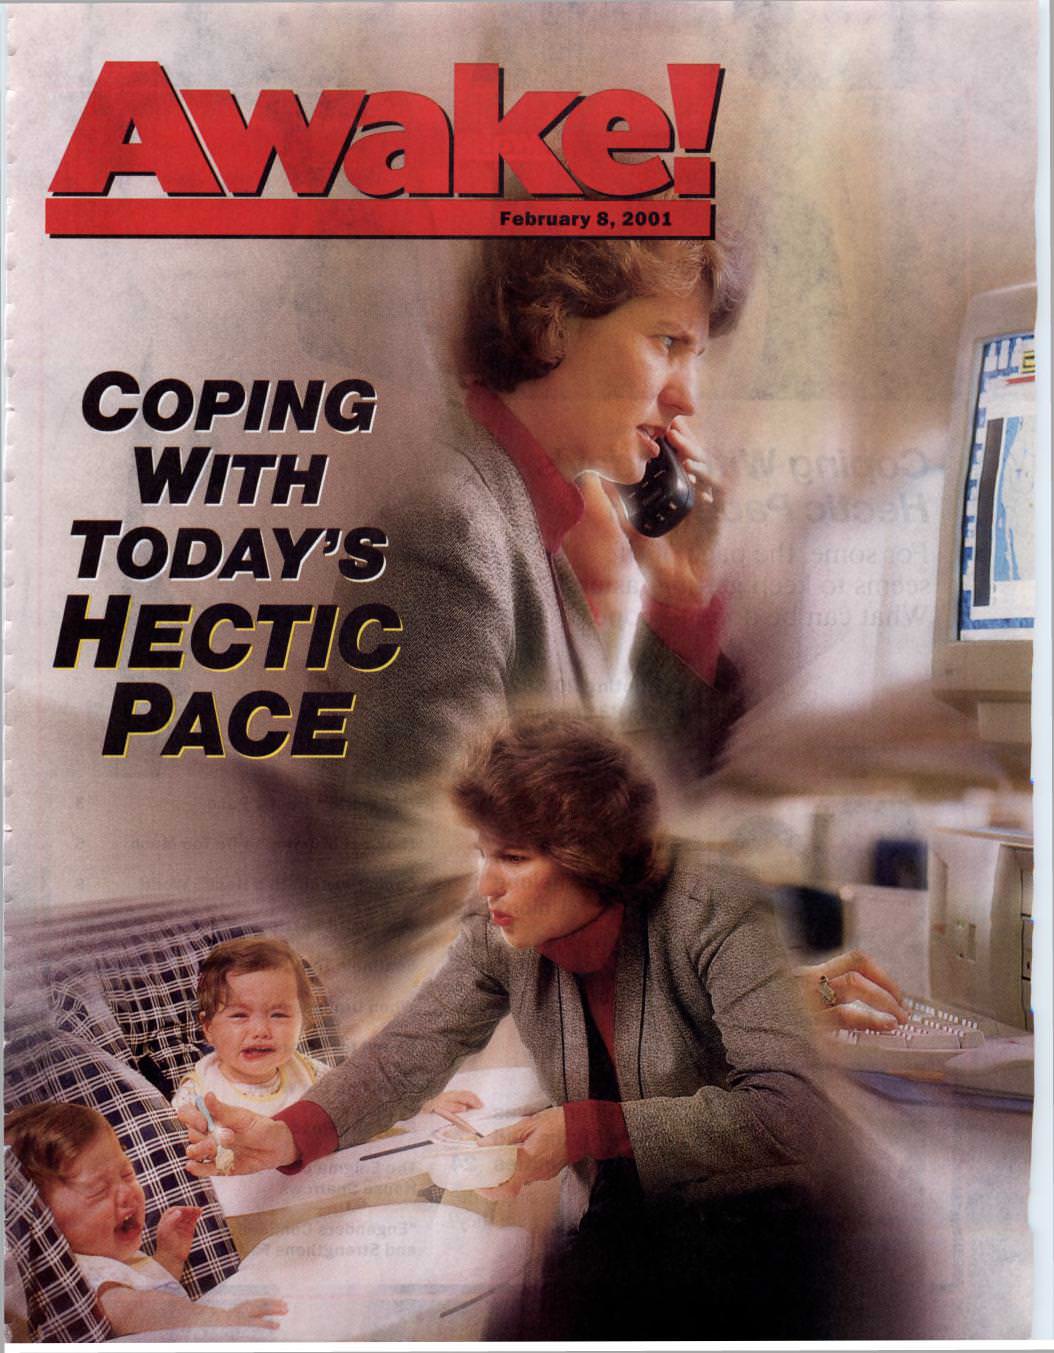 Awake!
February 8, 2001
COPING
WITH
TODAY'S
HECTIC
PACE